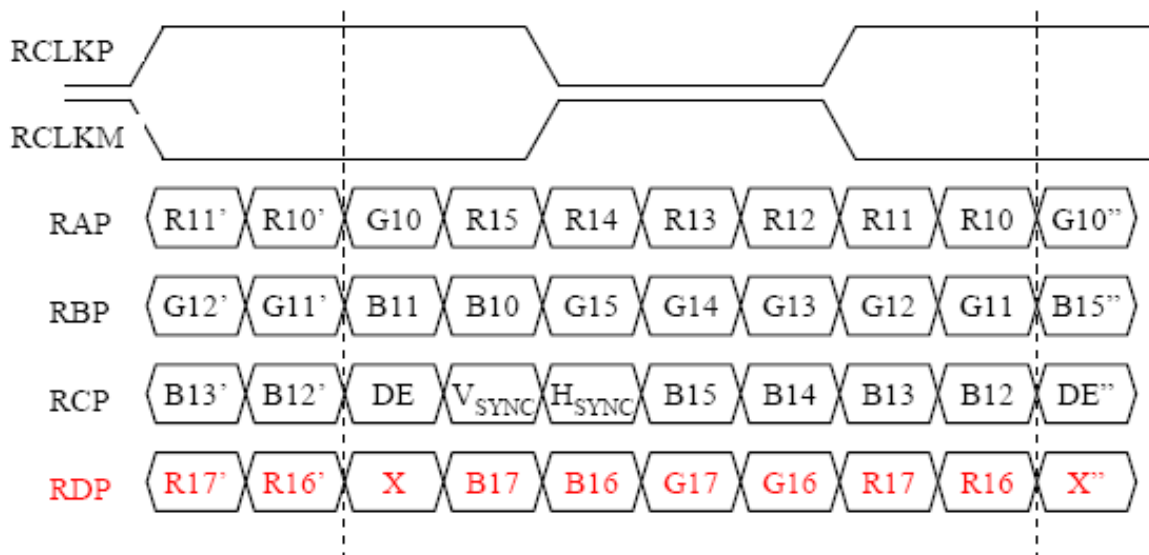 RCLKP
RCLKM
RAP R11’ R10’ G10 R15 R14 R13 R12 R11 R10 G10”
RBP G12’ G11’ B11 B10 G15 G14 G13 G12 G11 B15”
RCP B13’ B12’ DE VSYNC HSYNC B15 B14 B13 B12 DE”
RDP R17’ R16’ X B17 B16 G17 G16 R17 R16 X”